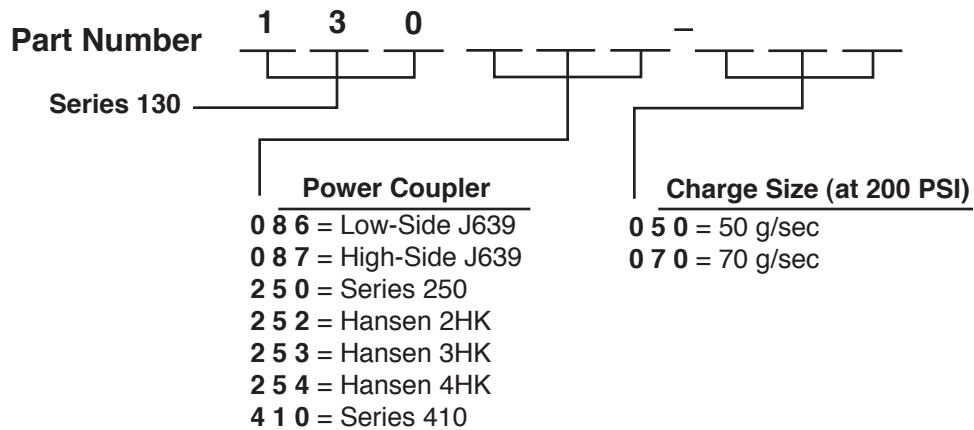 Part Number 1 3 0 –
Series 130
Power Coupler
0 8 6 = Low-Side J639
0 8 7 = High-Side J639
2 5 0 = Series 250
2 5 2 = Hansen 2HK
2 5 3 = Hansen 3HK
2 5 4 = Hansen 4HK
4 1 0 = Series 410
Charge Size (at 200 PSI)
0 5 0 = 50 g/sec
0 7 0 = 70 g/sec